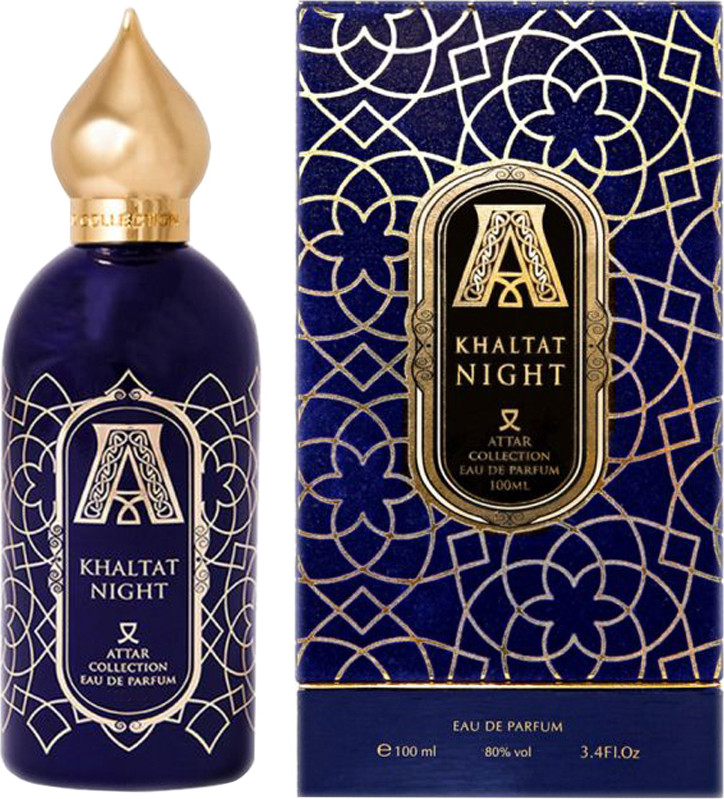 COLLECTION
A
KHALTAT
NIGHT
ATTAR
COLLECTION
EAU DE PARFUM
A
KHALTAT
NIGHT
ATTAR
COLLECTION
EAU DE PARFUM
100ML
EAU DE PARFUM
℮100 ml 80% vol 3.4Fl.Oz